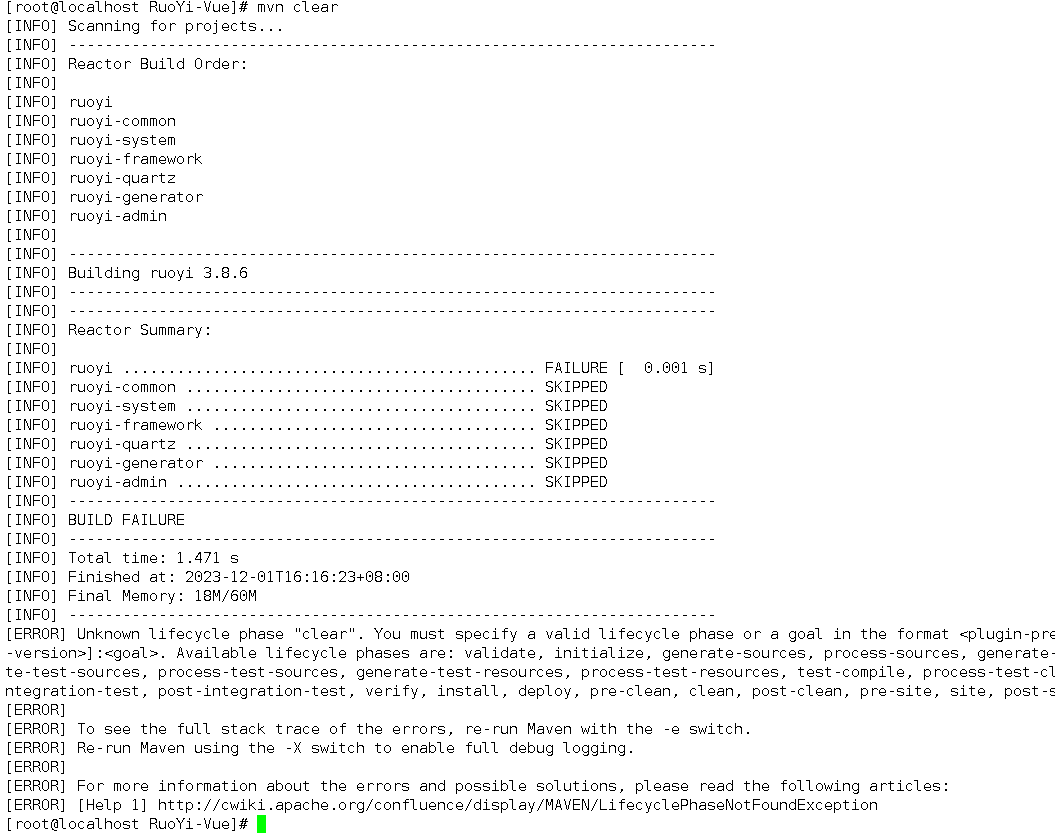 [root@localhost RuoYi-Vue]# mvn clear
[INFO] Scanning for projects...
[INFO] ------------------------------------------------------------------------
[INFO] Reactor Build Order:
[INFO]
[INFO] ruoyi
[INFO] ruoyi-common
[INFO] ruoyi-system
[INFO] ruoyi-framework
[INFO] ruoyi-quartz
[INFO] ruoyi-generator
[INFO] ruoyi-admin
[INFO]
[INFO] ------------------------------------------------------------------------
[INFO] Building ruoyi 3.8.6
[INFO] ------------------------------------------------------------------------
[INFO] ------------------------------------------------------------------------
[INFO] Reactor Summary:
[INFO]
[INFO] ruoyi .............................................. FAILURE [  0.001 s]
[INFO] ruoyi-common ....................................... SKIPPED
[INFO] ruoyi-system ....................................... SKIPPED
[INFO] ruoyi-framework .................................... SKIPPED
[INFO] ruoyi-quartz ....................................... SKIPPED
[INFO] ruoyi-generator .................................... SKIPPED
[INFO] ruoyi-admin ........................................ SKIPPED
[INFO] ------------------------------------------------------------------------
[INFO] BUILD FAILURE
[INFO] ------------------------------------------------------------------------
[INFO] Total time: 1.471 s
[INFO] Finished at: 2023-12-01T16:16:23+08:00
[INFO] Final Memory: 18M/60M
[INFO] ------------------------------------------------------------------------
[ERROR] Unknown lifecycle phase "clear". You must specify a valid lifecycle phase or a goal in the format <plugin-pre
-version>]:<goal>. Available lifecycle phases are: validate, initialize, generate-sources, process-sources, generate-
te-test-sources, process-test-sources, generate-test-resources, process-test-resources, test-compile, process-test-cl
ntegration-test, post-integration-test, verify, install, deploy, pre-clean, clean, post-clean, pre-site, site, post-s
[ERROR]
[ERROR] To see the full stack trace of the errors, re-run Maven with the -e switch.
[ERROR] Re-run Maven using the -X switch to enable full debug logging.
[ERROR]
[ERROR] For more information about the errors and possible solutions, please read the following articles:
[ERROR] [Help 1] http://cwiki.apache.org/confluence/display/MAVEN/LifecyclePhaseNotFoundException
[root@localhost RuoYi-Vue]#